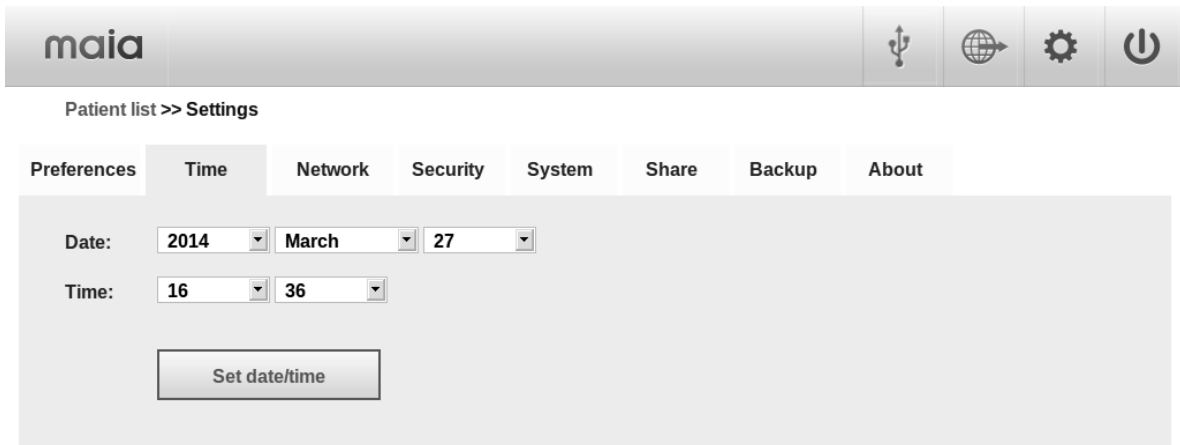 maia
Patient list >> Settings
Preferences Time Network Security System Share Backup About
Date: 2014 March 27
Time: 16 36
Set date/time